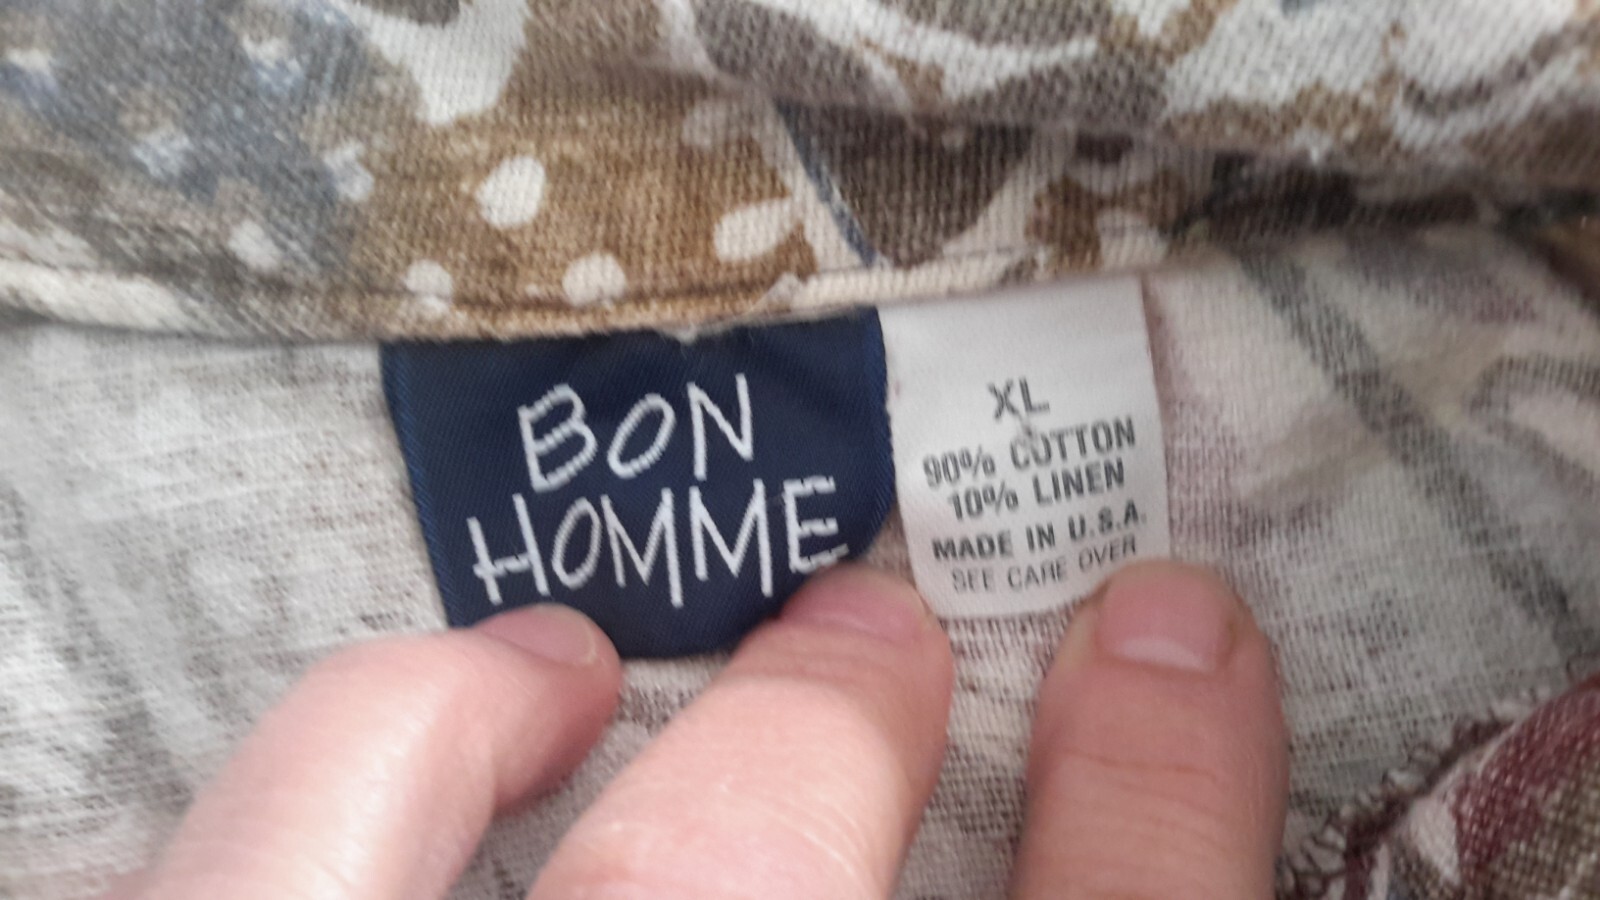 BON
HOMME
XL
90% COTTON
10% LINEN
MADE IN U.S.A.
SEE CARE OVER